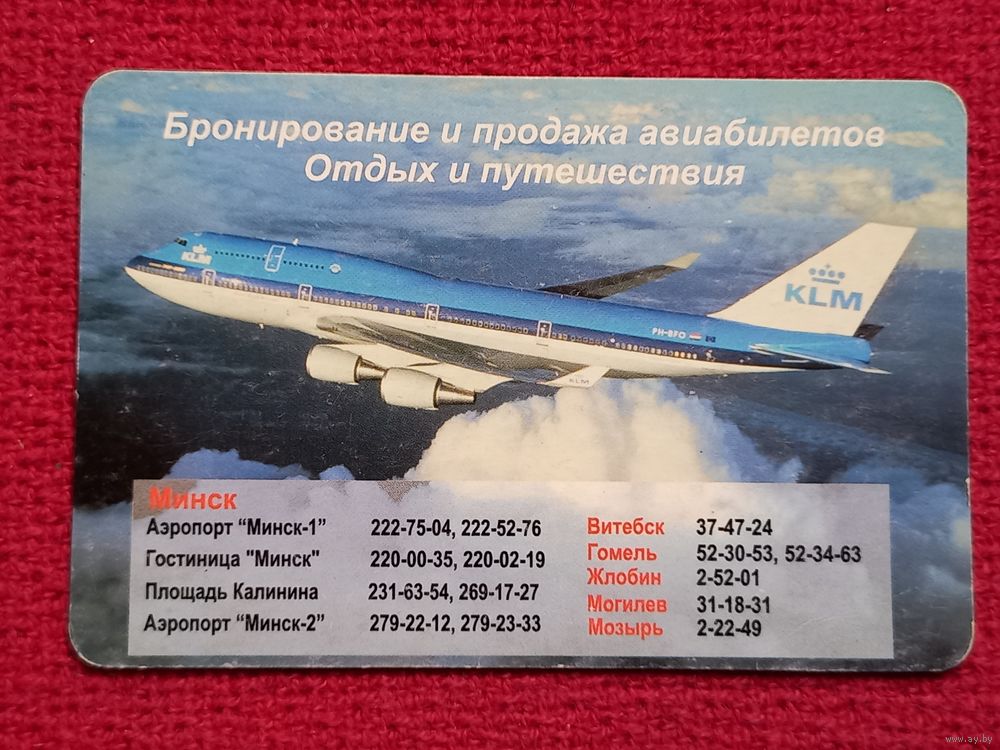 Бронирование и продажа авиабилетов
Отдых и путешествия
KLM
KLM
PH-BFO
KLM
Минск
Аэропорт “Минск-1” 222-75-04, 222-52-76
Гостиница "Минск" 220-00-35, 220-02-19
Площадь Калинина 231-63-54, 269-17-27
Аэропорт “Минск-2” 279-22-12, 279-23-33
Витебск 37-47-24
Гомель 52-30-53, 52-34-63
Жлобин 2-52-01
Могилев 31-18-31
Мозырь 2-22-49
www.ay.by